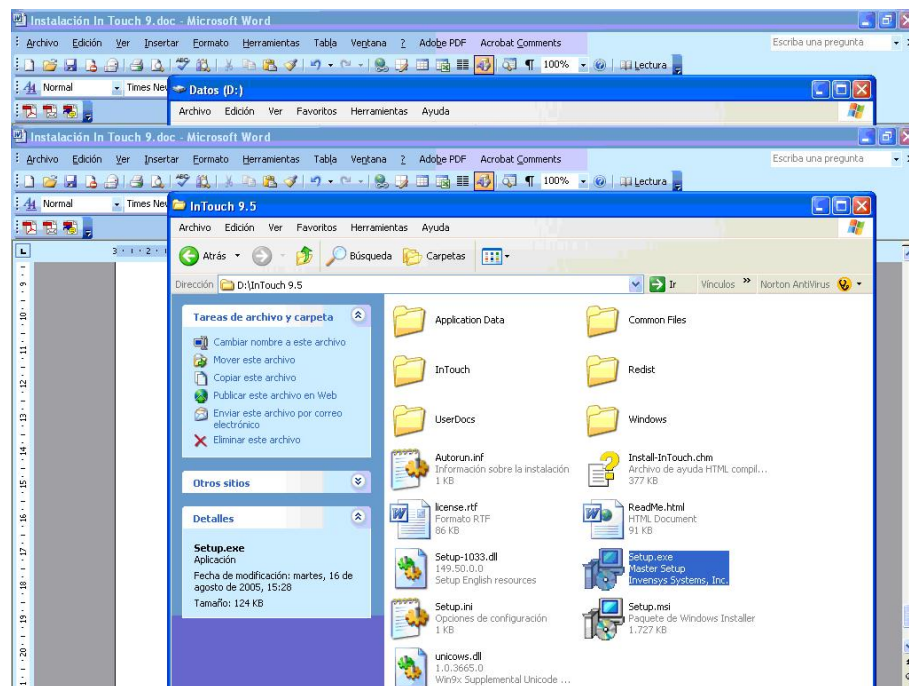 Instalación In Touch 9.doc - Microsoft Word
Archivo Edición Ver Insertar Formato Herramientas Tabla Ventana ? Adobe PDF Acrobat Comments Escriba una pregunta
100% Lectura
Normal Times New
Datos (D:)
Archivo Edición Ver Favoritos Herramientas Ayuda
Instalación In Touch 9.doc - Microsoft Word
Archivo Edición Ver Insertar Formato Herramientas Tabla Ventana ? Adobe PDF Acrobat Comments Escriba una pregunta
100% Lectura
Normal Times New
InTouch 9.5
Archivo Edición Ver Favoritos Herramientas Ayuda
Atrás Búsqueda Carpetas
Dirección D:\InTouch 9.5 Ir Vínculos » Norton AntiVirus
3 · 1 · 2 · 1
Tareas de archivo y carpeta
Cambiar nombre a este archivo
Mover este archivo
Copiar este archivo
Publicar este archivo en Web
Enviar este archivo por correo
electrónico
Eliminar este archivo
Otros sitios
Detalles
Setup.exe
Aplicación
Fecha de modificación: martes, 16 de
agosto de 2005, 15:28
Tamaño: 124 KB
Application Data
Common Files
InTouch
Redist
UserDocs
Windows
Autorun.inf
Información sobre la instalación
1 KB
Install-InTouch.chm
Archivo de ayuda HTML compil...
377 KB
license.rtf
Formato RTF
86 KB
ReadMe.html
HTML Document
91 KB
Setup-1033.dll
149.50.0.0
Setup English resources
Setup.exe
Master Setup
Invensys Systems, Inc.
Setup.ini
Opciones de configuración
1 KB
Setup.msi
Paquete de Windows Installer
1.727 KB
unicows.dll
1.0.3665.0
Win9x Supplemental Unicode ...